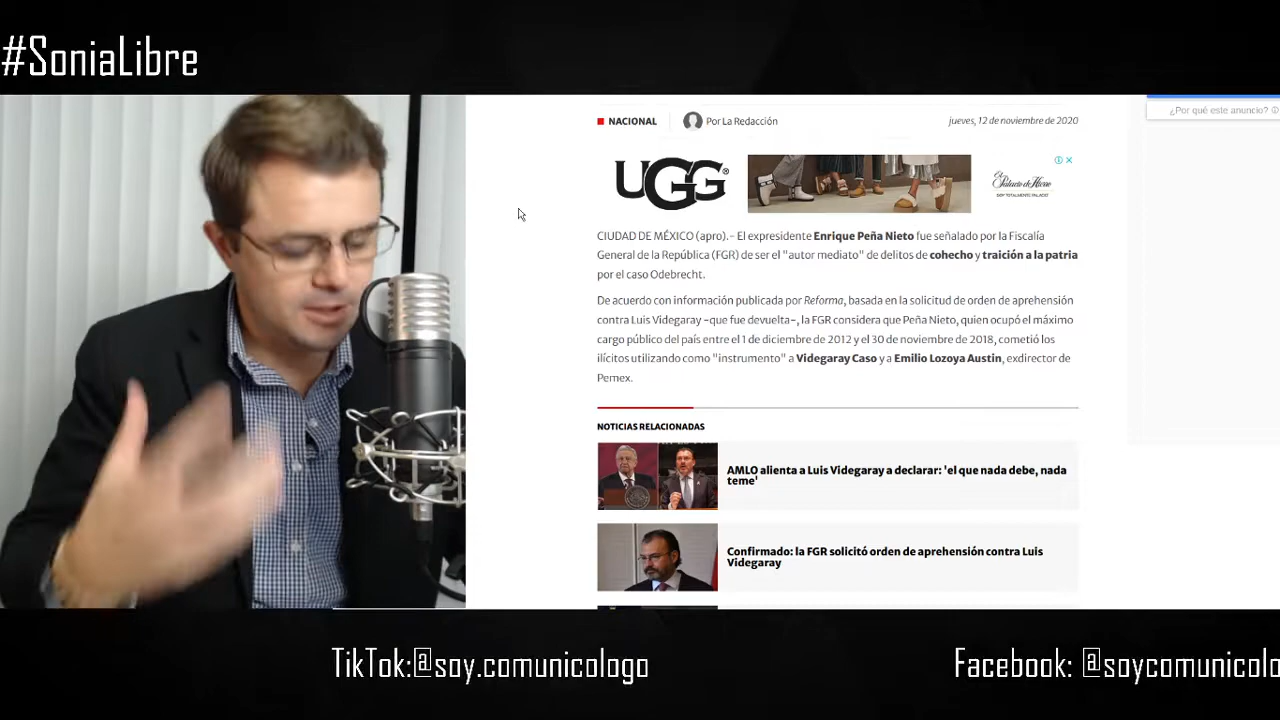 #SoniaLibre
¿Por qué este anuncio?
NACIONAL
Por La Redacción
jueves, 12 de noviembre de 2020
UGG
El Palacio de Hierro
SOY TOTALMENTE PALACIO
CIUDAD DE MÉXICO (apro).- El expresidente Enrique Peña Nieto fue señalado por la Fiscalía
General de la República (FGR) de ser el "autor mediato" de delitos de cohecho y traición a la patria
por el caso Odebrecht.
De acuerdo con información publicada por Reforma, basada en la solicitud de orden de aprehensión
contra Luis Videgaray -que fue devuelta-, la FGR considera que Peña Nieto, quien ocupó el máximo
cargo público del país entre el 1 de diciembre de 2012 y el 30 de noviembre de 2018, cometió los
ilícitos utilizando como "instrumento" a Videgaray Caso y a Emilio Lozoya Austin, exdirector de
Pemex.
NOTICIAS RELACIONADAS
AMLO alienta a Luis Videgaray a declarar: 'el que nada debe, nada
teme'
Confirmado: la FGR solicitó orden de aprehensión contra Luis
Videgaray
TikTok:@soy.comunicologo
Facebook: @soycomunicolo